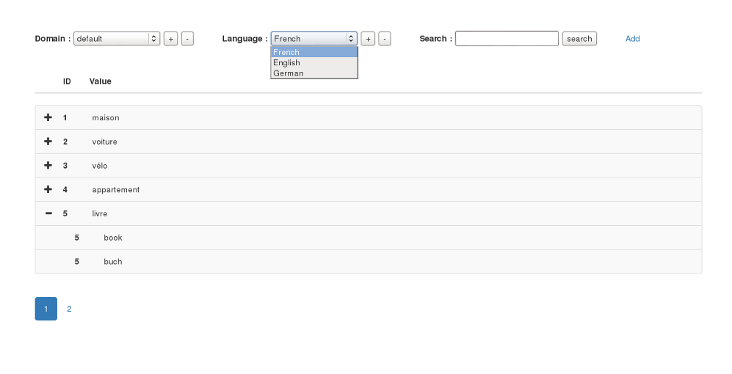 Domain : default + - Language : French + - Search : search Add
French
English
German
ID Value
1 maison
2 voiture
3 vélo
4 appartement
5 livre
5 book
5 buch
1 2